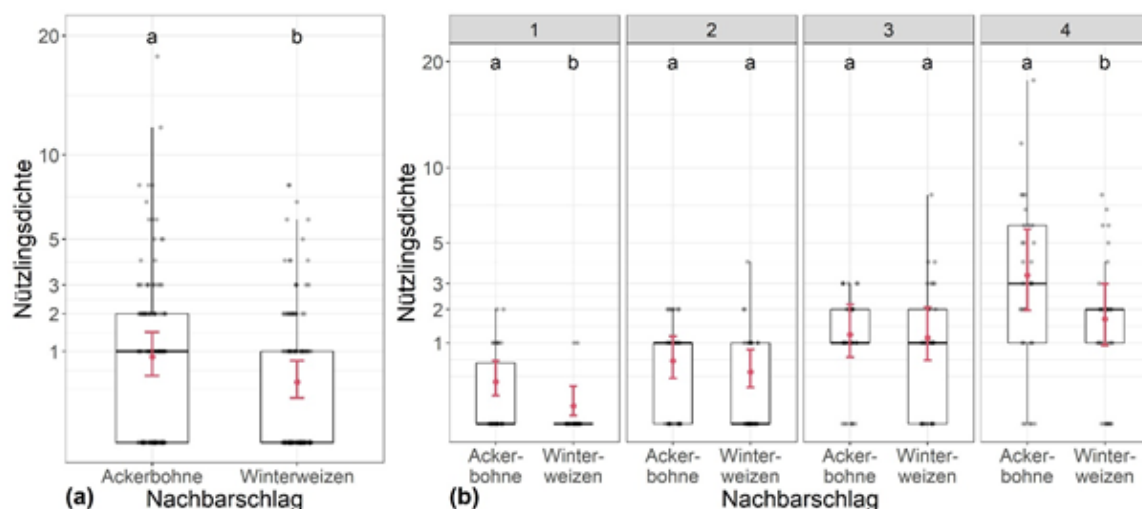 Nützlingsdichte
20
10
5
3
2
1
a
b
Ackerbohne
Winterweizen
(a)
Nachbarschlag
Nützlingsdichte
20
10
5
3
2
1
1
2
3
4
a
b
a
a
a
a
a
b
Acker-
bohne
Winter-
weizen
Acker-
bohne
Winter-
weizen
Acker-
bohne
Winter-
weizen
Acker-
bohne
Winter-
weizen
(b)
Nachbarschlag